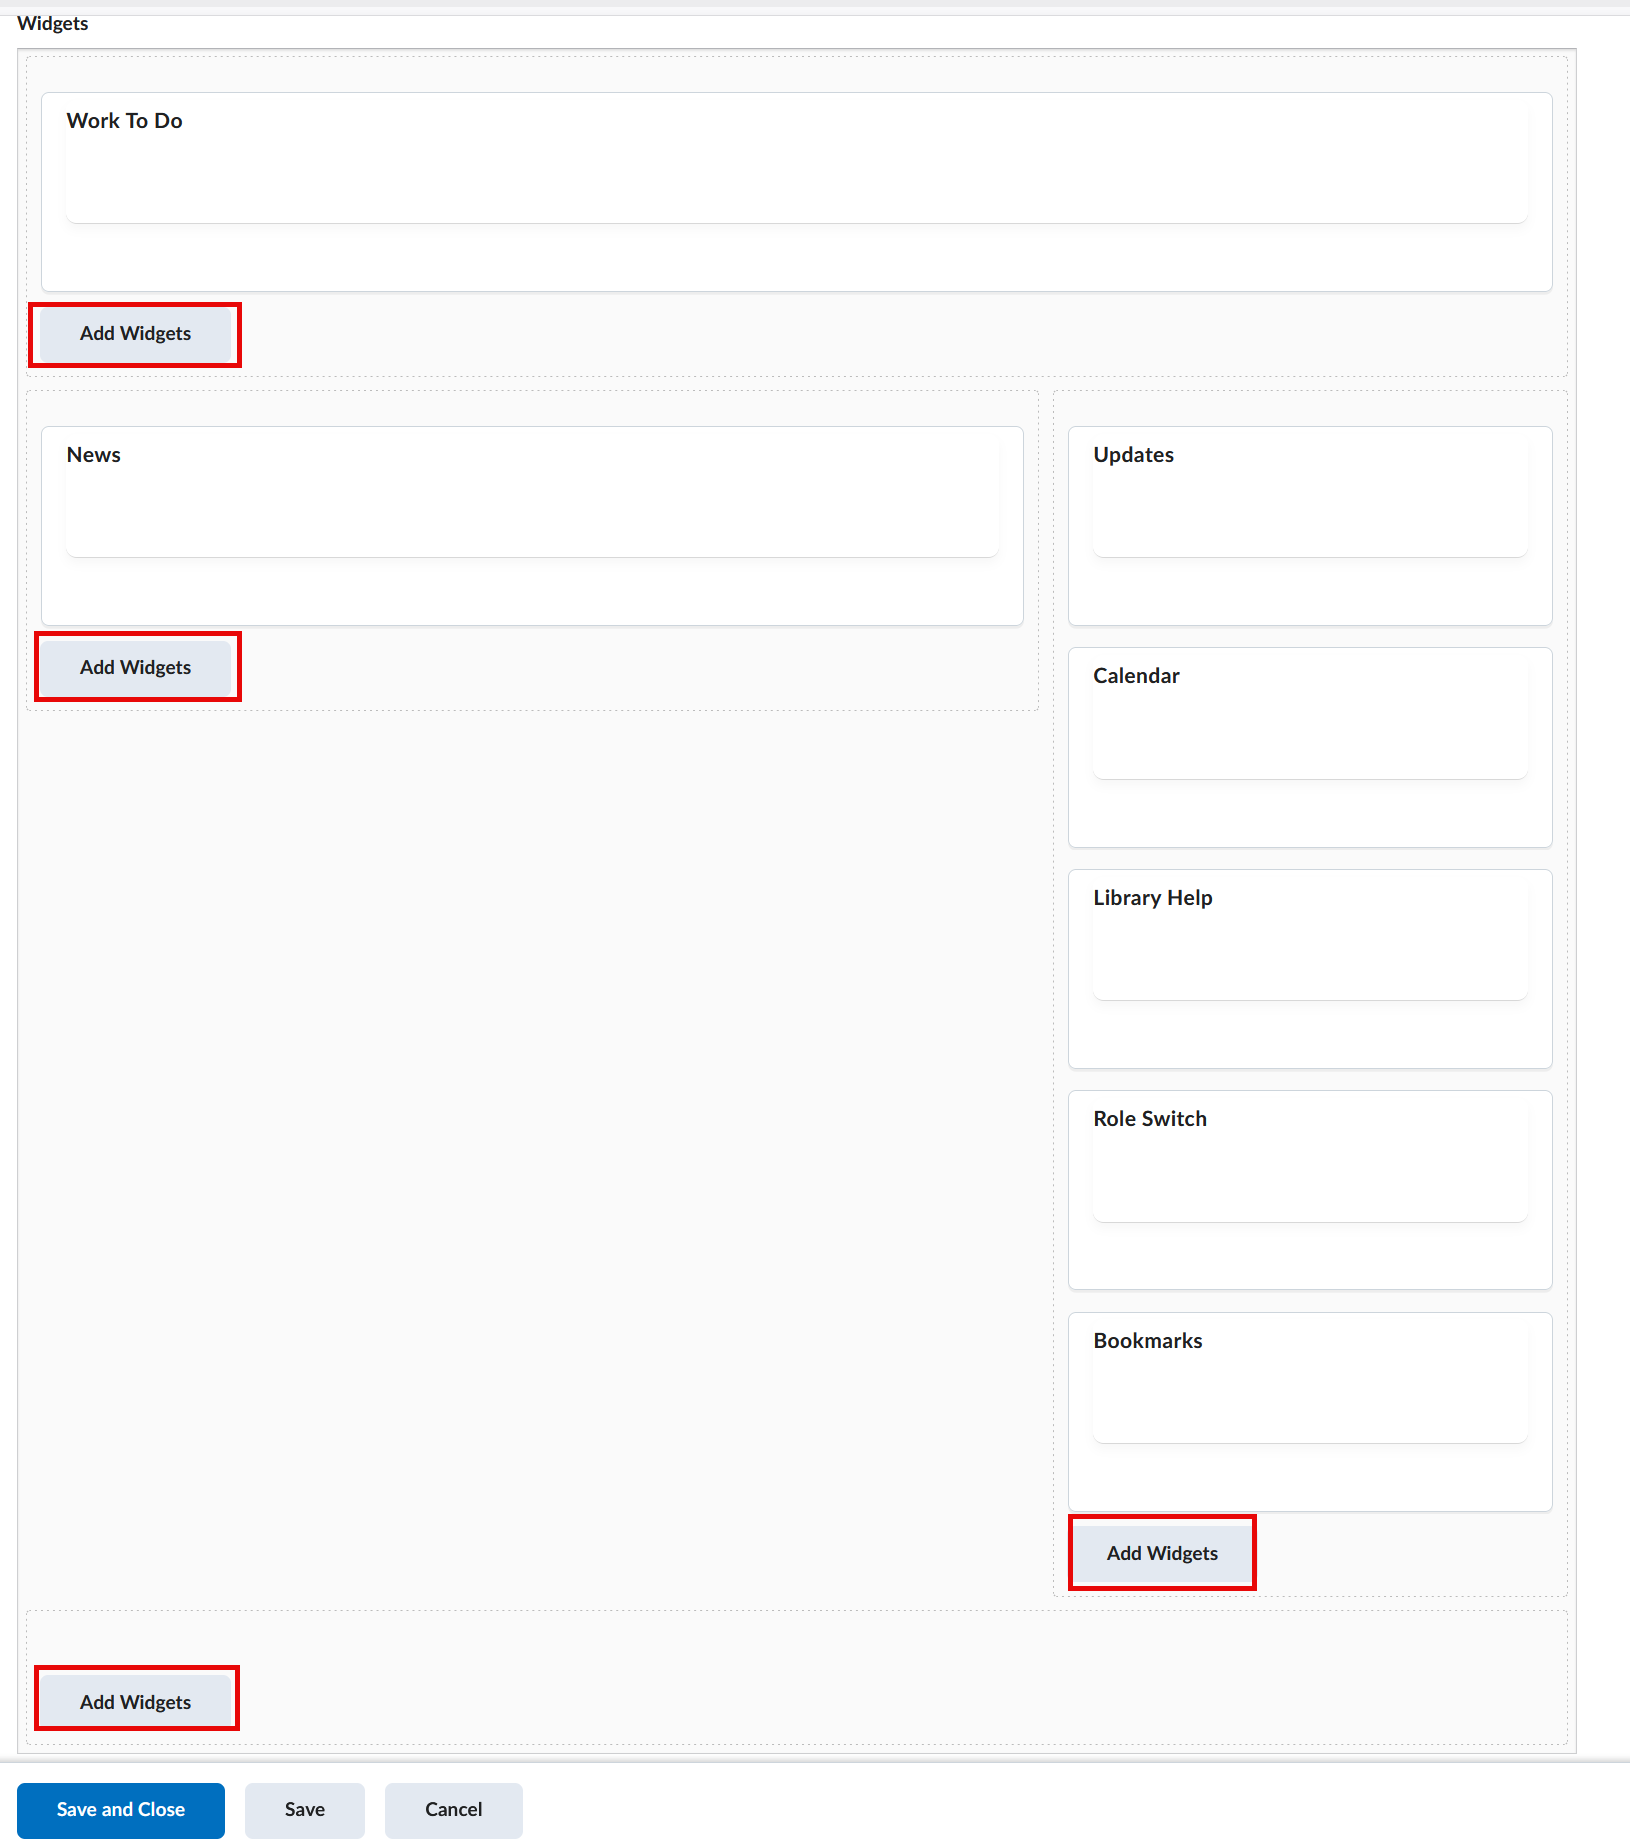 Widgets
Work To Do
Add Widgets
News
Add Widgets
Updates
Calendar
Library Help
Role Switch
Bookmarks
Add Widgets
Add Widgets
Save and Close
Save
Cancel